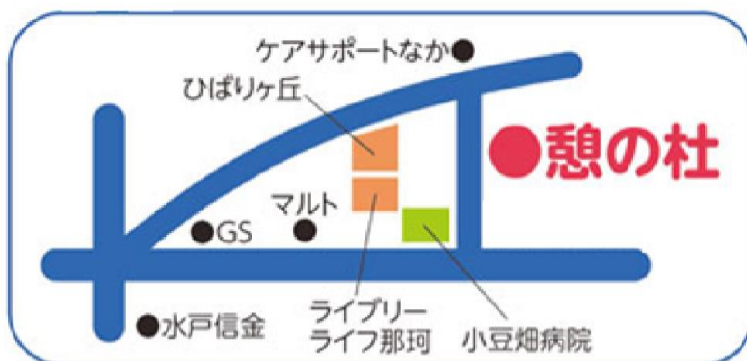 ケアサポートなか
ひばりヶ丘
憩の杜
マルト
GS
水戸信金
ライブリー
ライフ那珂
小豆畑病院